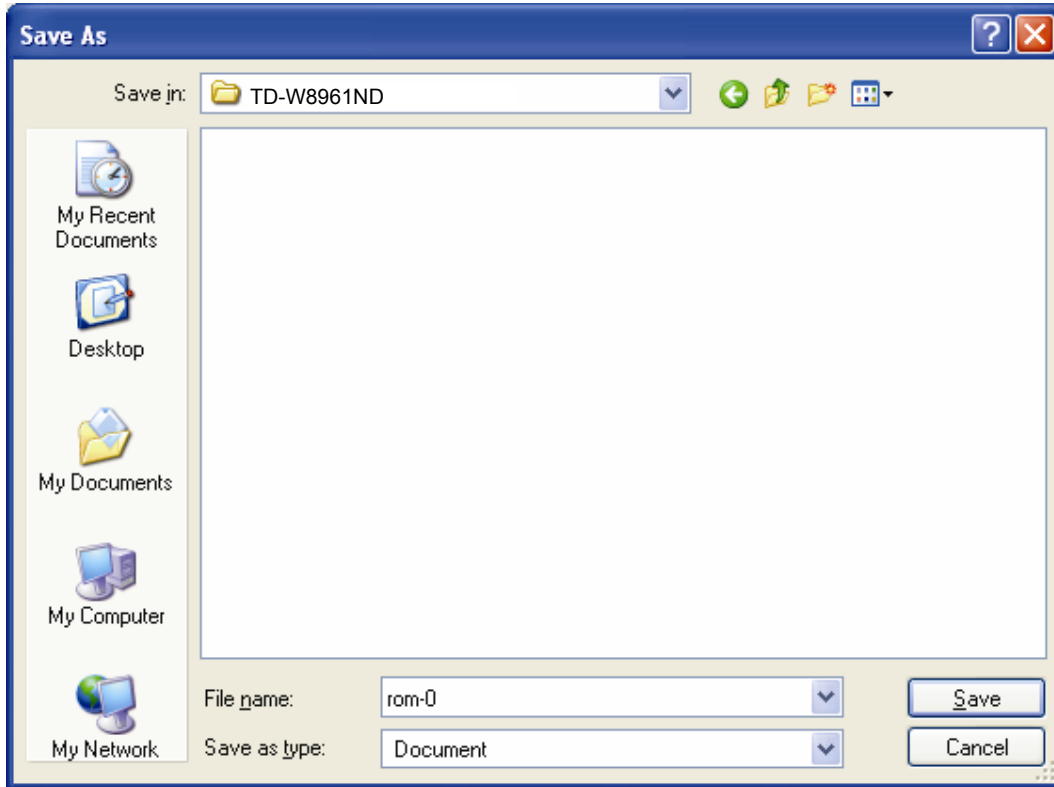 Save As
Save in:
TD-W8961ND
My Recent
Documents
Desktop
My Documents
My Computer
My Network
File name:
rom-0
Save
Save as type:
Document
Cancel